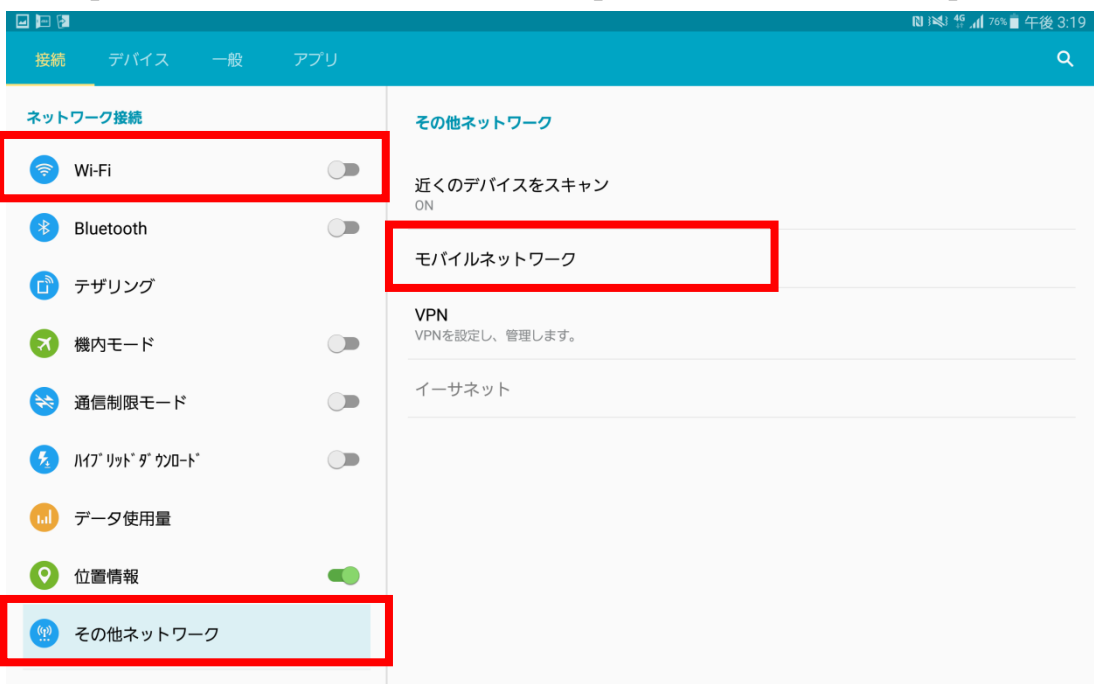 4G 76% 午後 3:19
接続 デバイス 一般 アプリ
ネットワーク接続
Wi-Fi
Bluetooth
テザリング
機内モード
通信制限モード
ﾊｲﾌﾞﾘｯﾄﾞﾀﾞｳﾝﾛｰﾄﾞ
データ使用量
位置情報
その他ネットワーク
その他ネットワーク
近くのデバイスをスキャン
ON
モバイルネットワーク
VPN
VPNを設定し、管理します。
イーサネット